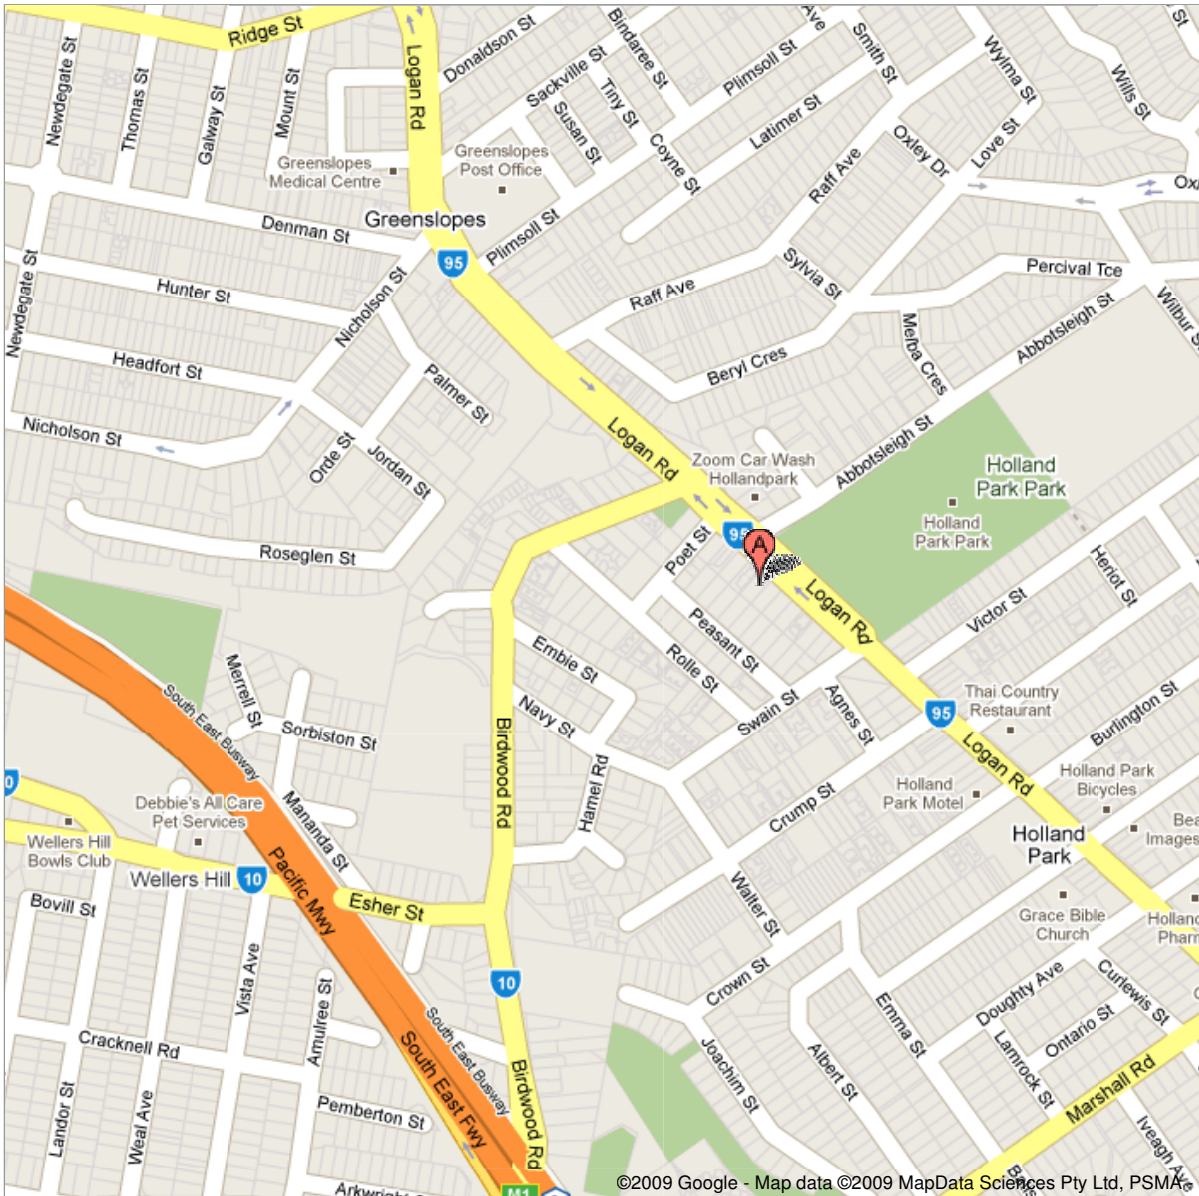 Ridge St
Logan Rd
Donaldson St
Bindaree St
Ave
Smith St
Wylma St
Wills St
St
Newdegate St
Thomas St
Galway St
Mount St
Sackville St
Tiny St
Susan St
Plimsoll St
Latimer St
Coyne St
Oxley Dr
Love St
Greenslopes
Medical Centre
Greenslopes
Post Office
Raff Ave
Greenslopes
Denman St
Plimsoll St
95
Newdegate St
Hunter St
Nicholson St
Raff Ave
Sylvia St
Percival Tce
Abbotsleigh St
Melba Cres
Headfort St
Palmer St
Beryl Cres
Nicholson St
Orde St
Jordan St
Logan Rd
Zoom Car Wash
Hollandpark
Abbotsleigh St
Holland
Park Park
Holland
Park Park
Roseglen St
Poet St
95
A
Heriot St
Victor St
Logan Rd
Peasant St
Rolle St
Embie St
Merrell St
South East Busway
Sorbiston St
Navy St
Swain St
Agnes St
95
Thai Country
Restaurant
Burlington St
Logan Rd
Birdwood Rd
Hamel Rd
Crump St
Holland
Park Motel
Holland Park
Bicycles
Holland
Park
0
Debbie's All Care
Pet Services
Mananda St
Wellers Hill
Bowls Club
Wellers Hill
10
Pacific Mwy
Esher St
Walter St
Grace Bible
Church
Bovill St
Vista Ave
10
Crown St
Doughty Ave
Curlewis St
Emma St
Amulree St
South East Busway
South East Fwy
Cracknell Rd
Ontario St
Lamrock St
Joachim St
Albert St
Marshall Rd
Landor St
Weal Ave
Pemberton St
Birdwood Rd
Iveagh Ave
M1
©2009 Google - Map data ©2009 MapData Sciences Pty Ltd, PSMA